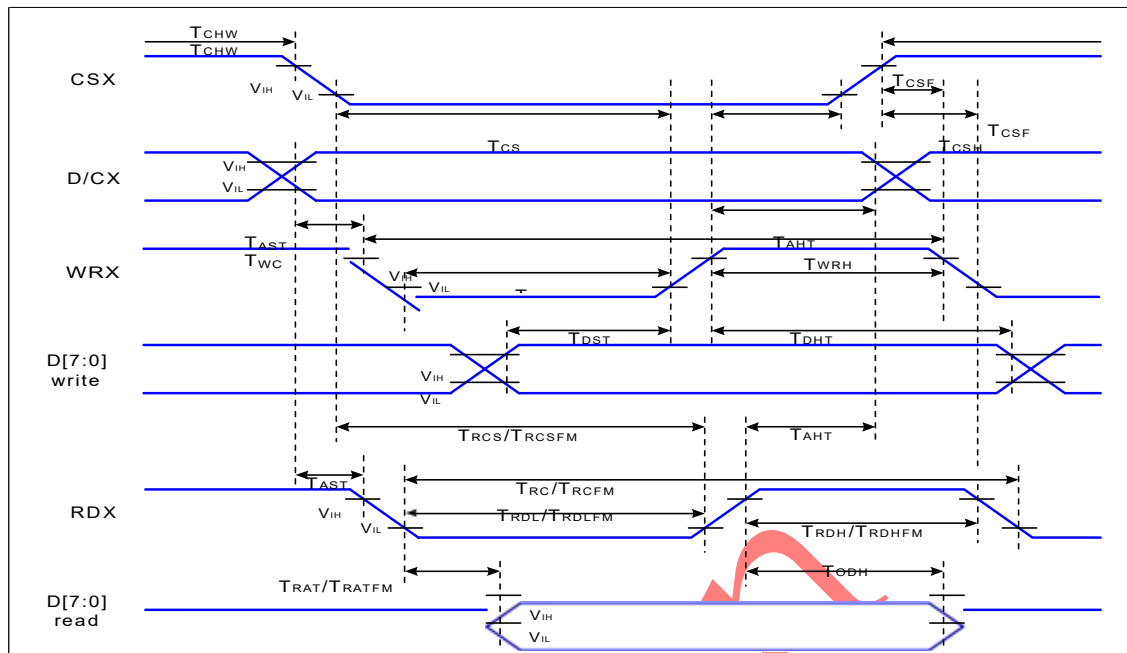 TCHW
TCHW
CSX
VIH
VIL
TCSF
TCSF
TCS
TCSH
VIH
D/CX
VIL
TAST
TAHT
TWC
TWRH
WRX
VIH
VIL
TDST
TDHT
D[7:0]
write
VIH
VIL
TRCS/TRCSFM
TAHT
TAST
TRC/TRCFM
RDX
VIH
VIL
TRDL/TRDLFM
TRDH/TRDHFM
TRAT/TRATFM
TODH
D[7:0]
read
VIH
VIL